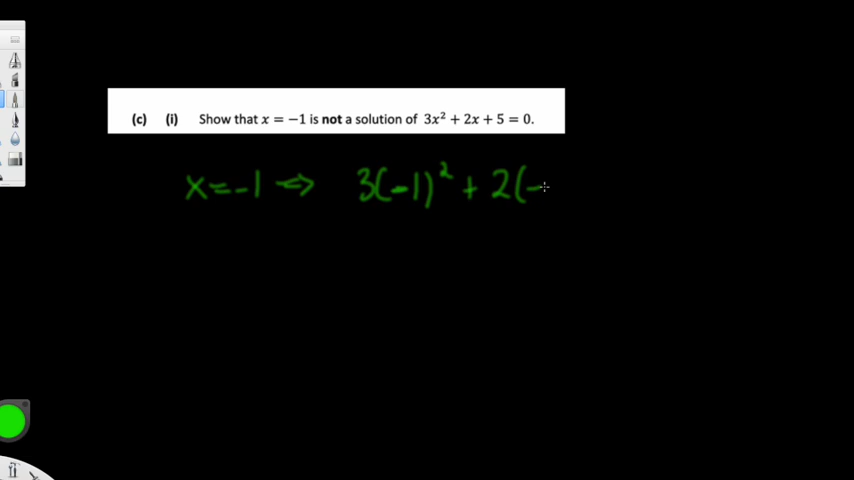 (c) (i) Show that x = −1 is not a solution of 3x² + 2x + 5 = 0.
x=-1 <=> 3(-1)² + 2(-